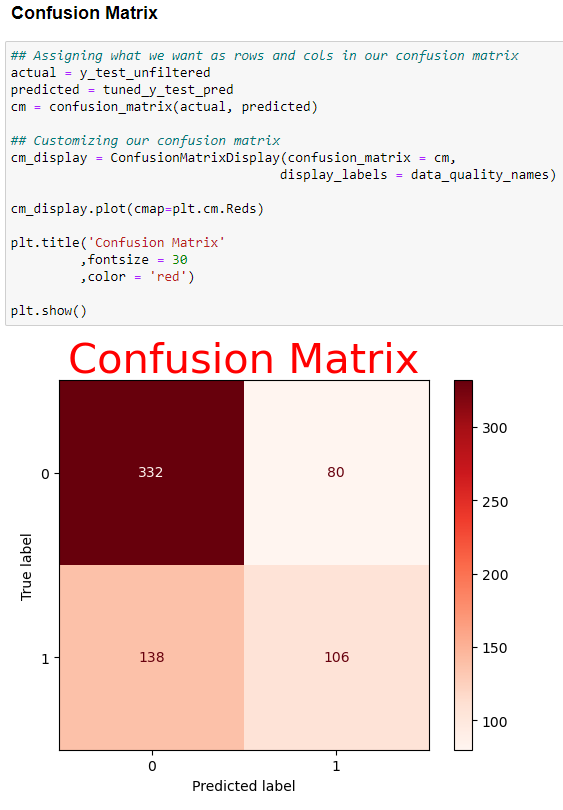 Confusion Matrix
## Assigning what we want as rows and cols in our confusion matrix
actual = y_test_unfiltered
predicted = tuned_y_test_pred
cm = confusion_matrix(actual, predicted)
## Customizing our confusion matrix
cm_display = ConfusionMatrixDisplay(confusion_matrix = cm,
display_labels = data_quality_names)
cm_display.plot(cmap=plt.cm.Reds)
plt.title('Confusion Matrix'
,fontsize = 30
,color = 'red')
plt.show()
Confusion Matrix
300
0 332 80
250
True label
200
1 138 106
150
100
0 1
Predicted label